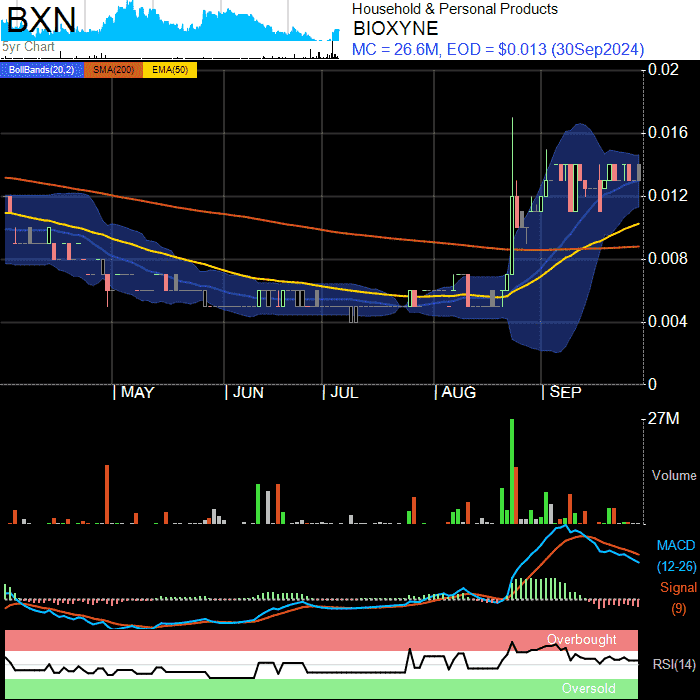 BXN
5yr Chart
Household & Personal Products
BIOXYNE
MC = 26.6M, EOD = $0.013 (30Sep2024)
BollBands(20,2) SMA(200) EMA(50)
0.02
0.016
0.012
0.008
0.004
0
MAY JUN JUL AUG SEP
27M
Volume
MACD
(12-26)
Signal
(9)
Overbought
RSI(14)
Oversold